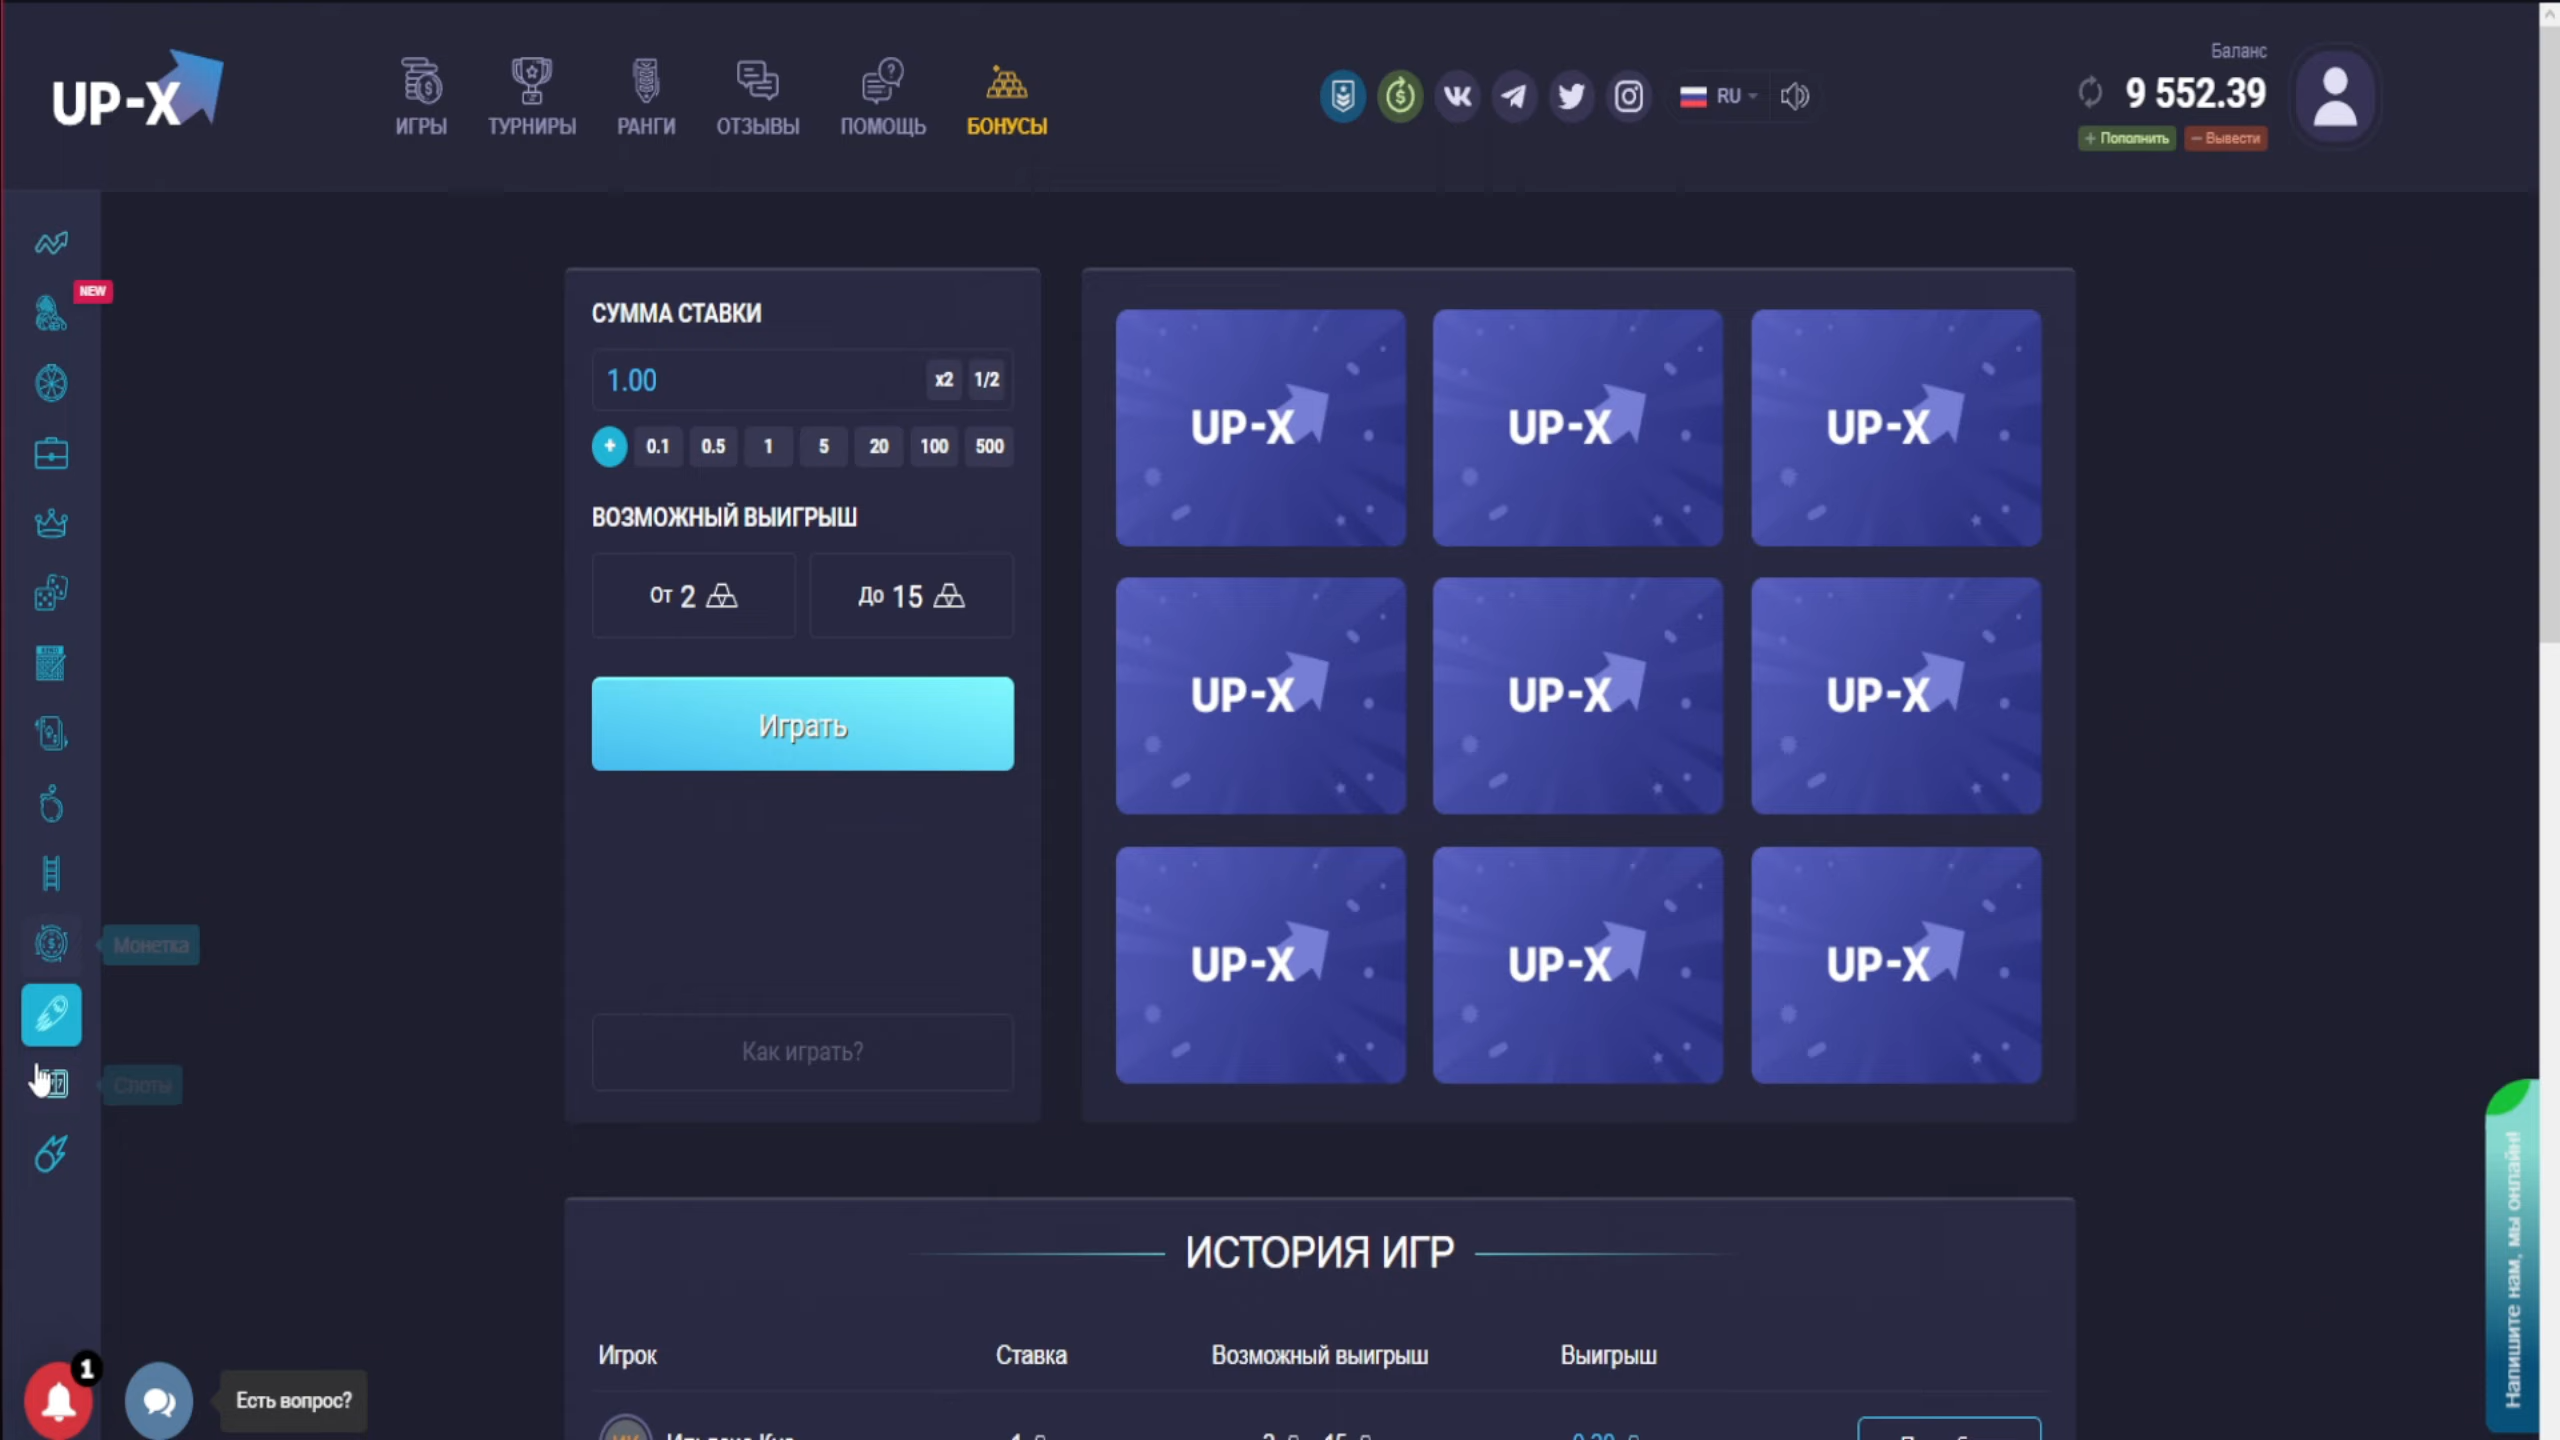 UP-X
ИГРЫ
ТУРНИРЫ
РАНГИ
ОТЗЫВЫ
ПОМОЩЬ
БОНУСЫ
RU
Баланс
9 552.39
+ Пополнить
− Вывести
NEW
СУММА СТАВКИ
1.00
x2
1/2
+
0.1
0.5
1
5
20
100
500
ВОЗМОЖНЫЙ ВЫИГРЫШ
От 2
До 15
Играть
Как играть?
UP-X
UP-X
UP-X
UP-X
UP-X
UP-X
UP-X
UP-X
UP-X
Монетка
Слоты
ИСТОРИЯ ИГР
Игрок
Ставка
Возможный выигрыш
Выигрыш
1
Есть вопрос?
Напишите нам, мы онлайн!